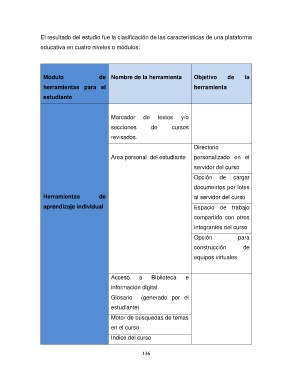 El resultado del estudio fue la clasificación de las características de una plataforma
educativa en cuatro niveles o módulos:
Módulo de
herramientas para el
estudiante
Nombre de la herramienta
Objetivo de la
herramienta
Herramientas de
aprendizaje individual
Marcador de textos y/o
secciones de cursos
revisados.
Área personal del estudiante
Directorio
personalizado en el
servidor del curso
Opción de cargar
documentos por lotes
al servidor del curso
Espacio de trabajo
compartido con otros
integrantes del curso
Opción para
construcción de
equipos virtuales
Acceso a Biblioteca e
información digital.
Glosario (generado por el
estudiante)
Motor de búsquedas de temas
en el curso
Indice del curso
136